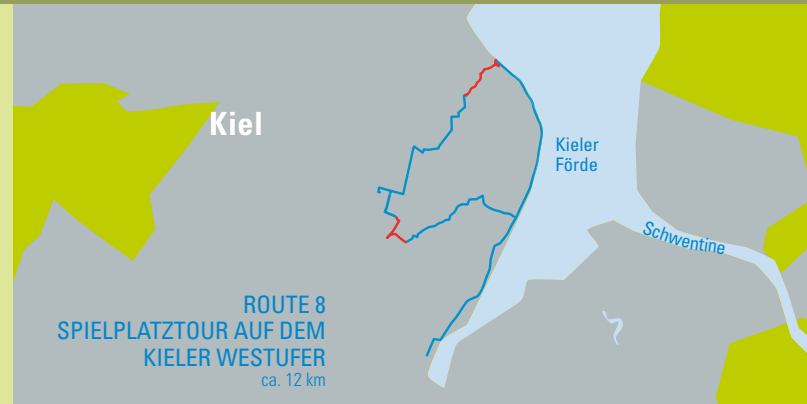 Kiel
Kieler
Förde
Schwentine
ROUTE 8
SPIELPLATZTOUR AUF DEM
KIELER WESTUFER
ca. 12 km